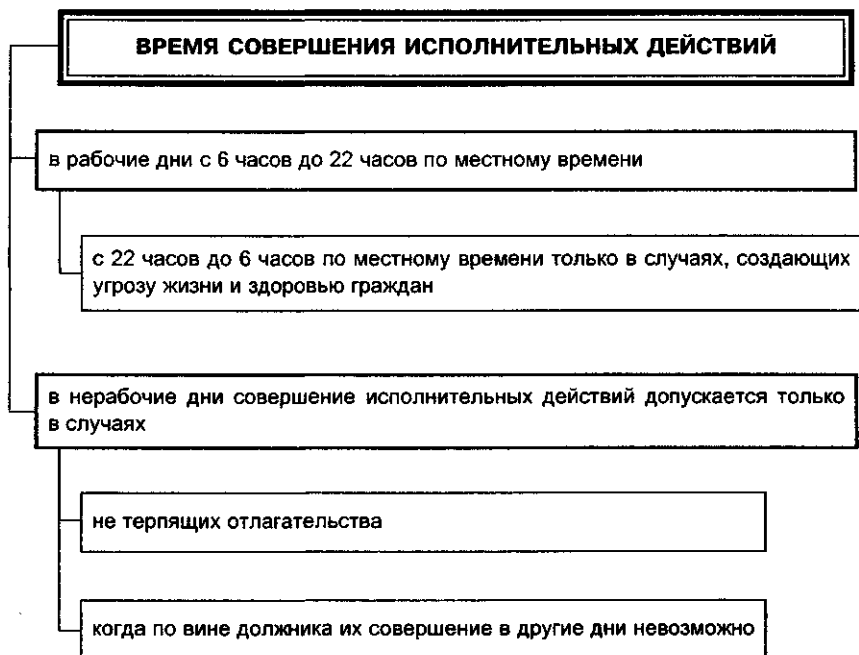 ВРЕМЯ СОВЕРШЕНИЯ ИСПОЛНИТЕЛЬНЫХ ДЕЙСТВИЙ
в рабочие дни с 6 часов до 22 часов по местному времени
с 22 часов до 6 часов по местному времени только в случаях, создающих
угрозу жизни и здоровью граждан
в нерабочие дни совершение исполнительных действий допускается только
в случаях
не терпящих отлагательства
когда по вине должника их совершение в другие дни невозможно